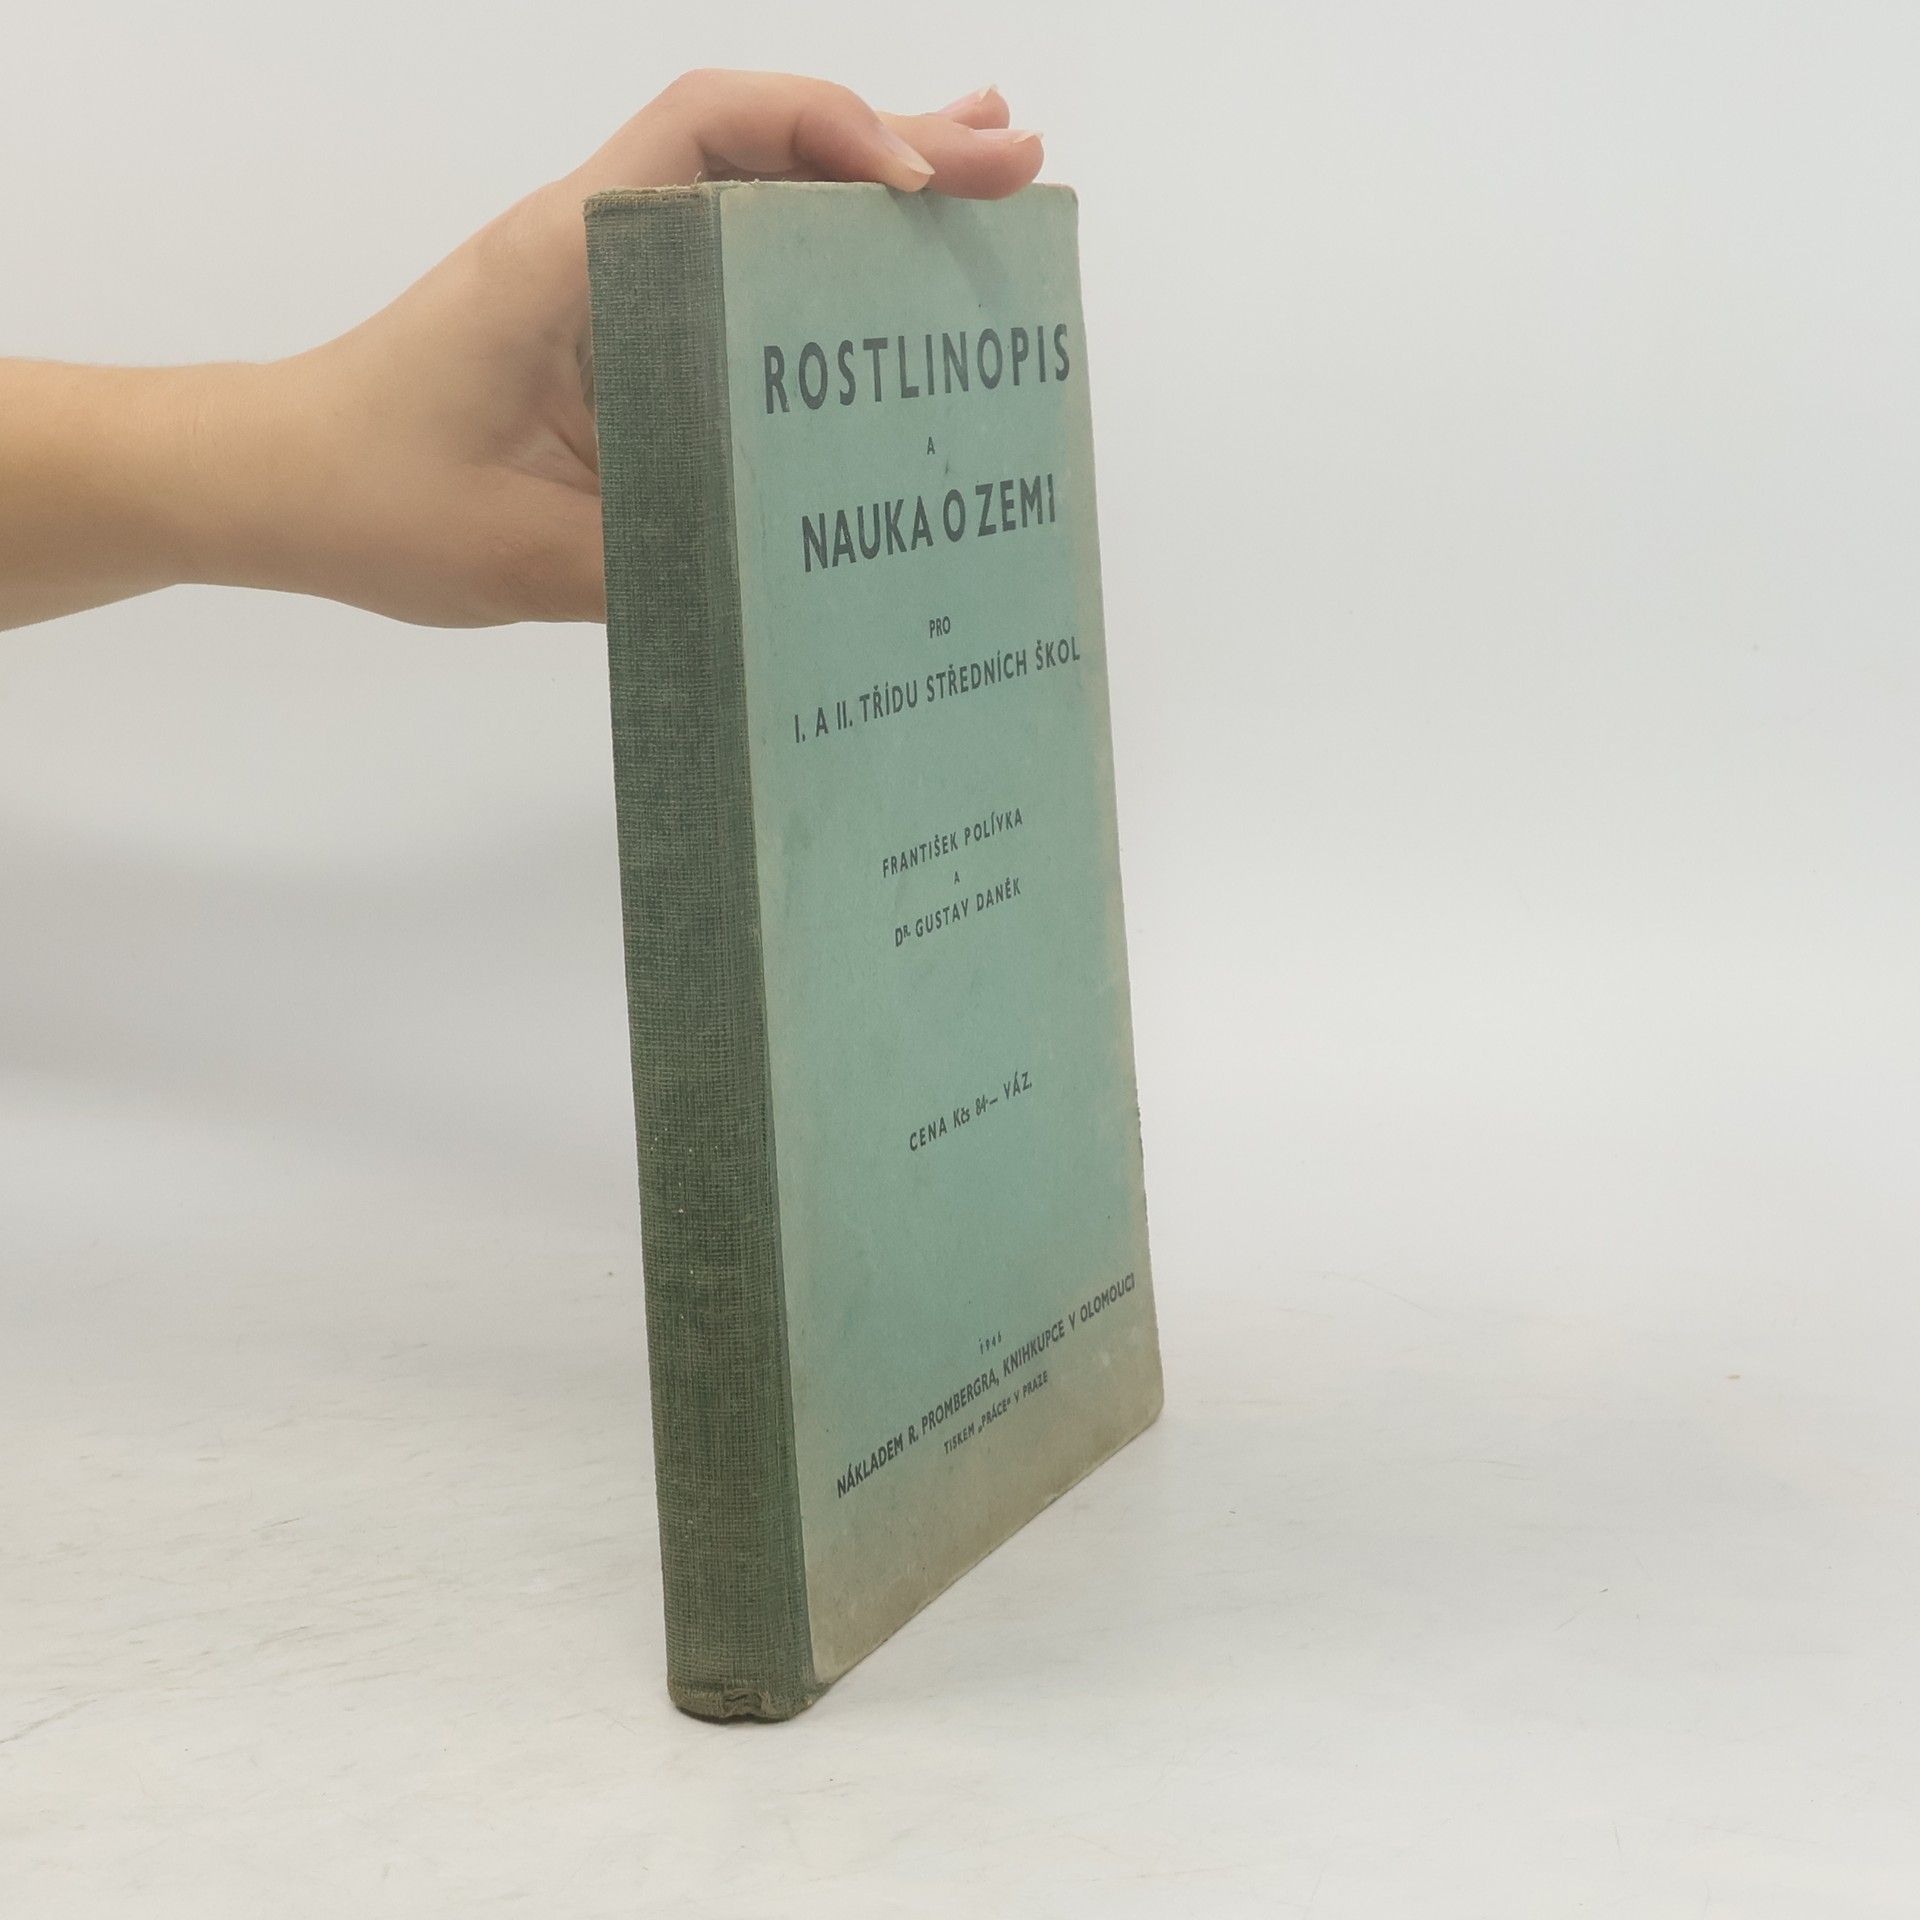 ROSTLINOPIS
A
NAUKA O ZEMI
PRO
I. A II. TŘÍDU STŘEDNÍCH ŠKOL
FRANTIŠEK POLÍVKA
A
DR. GUSTAV DANĚK
CENA Kčs 84·— VÁZ.
1946
NÁKLADEM R. PROMBERGRA, KNIHKUPCE V OLOMOUCI
TISKEM „PRÁCE" V PRAZE